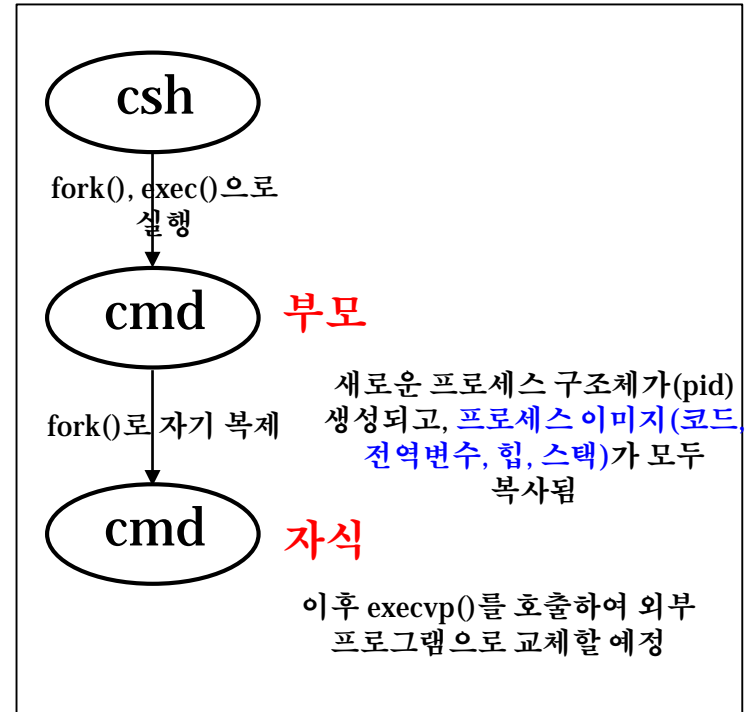 csh
fork(), exec()으로
실행
cmd
부모
새로운 프로세스 구조체가(pid)
fork()로 자기 복제
생성되고, 프로세스 이미지(코드,
전역변수, 힙, 스택)가 모두
복사됨
cmd
자식
이후 execvp()를 호출하여 외부
프로그램으로 교체할 예정